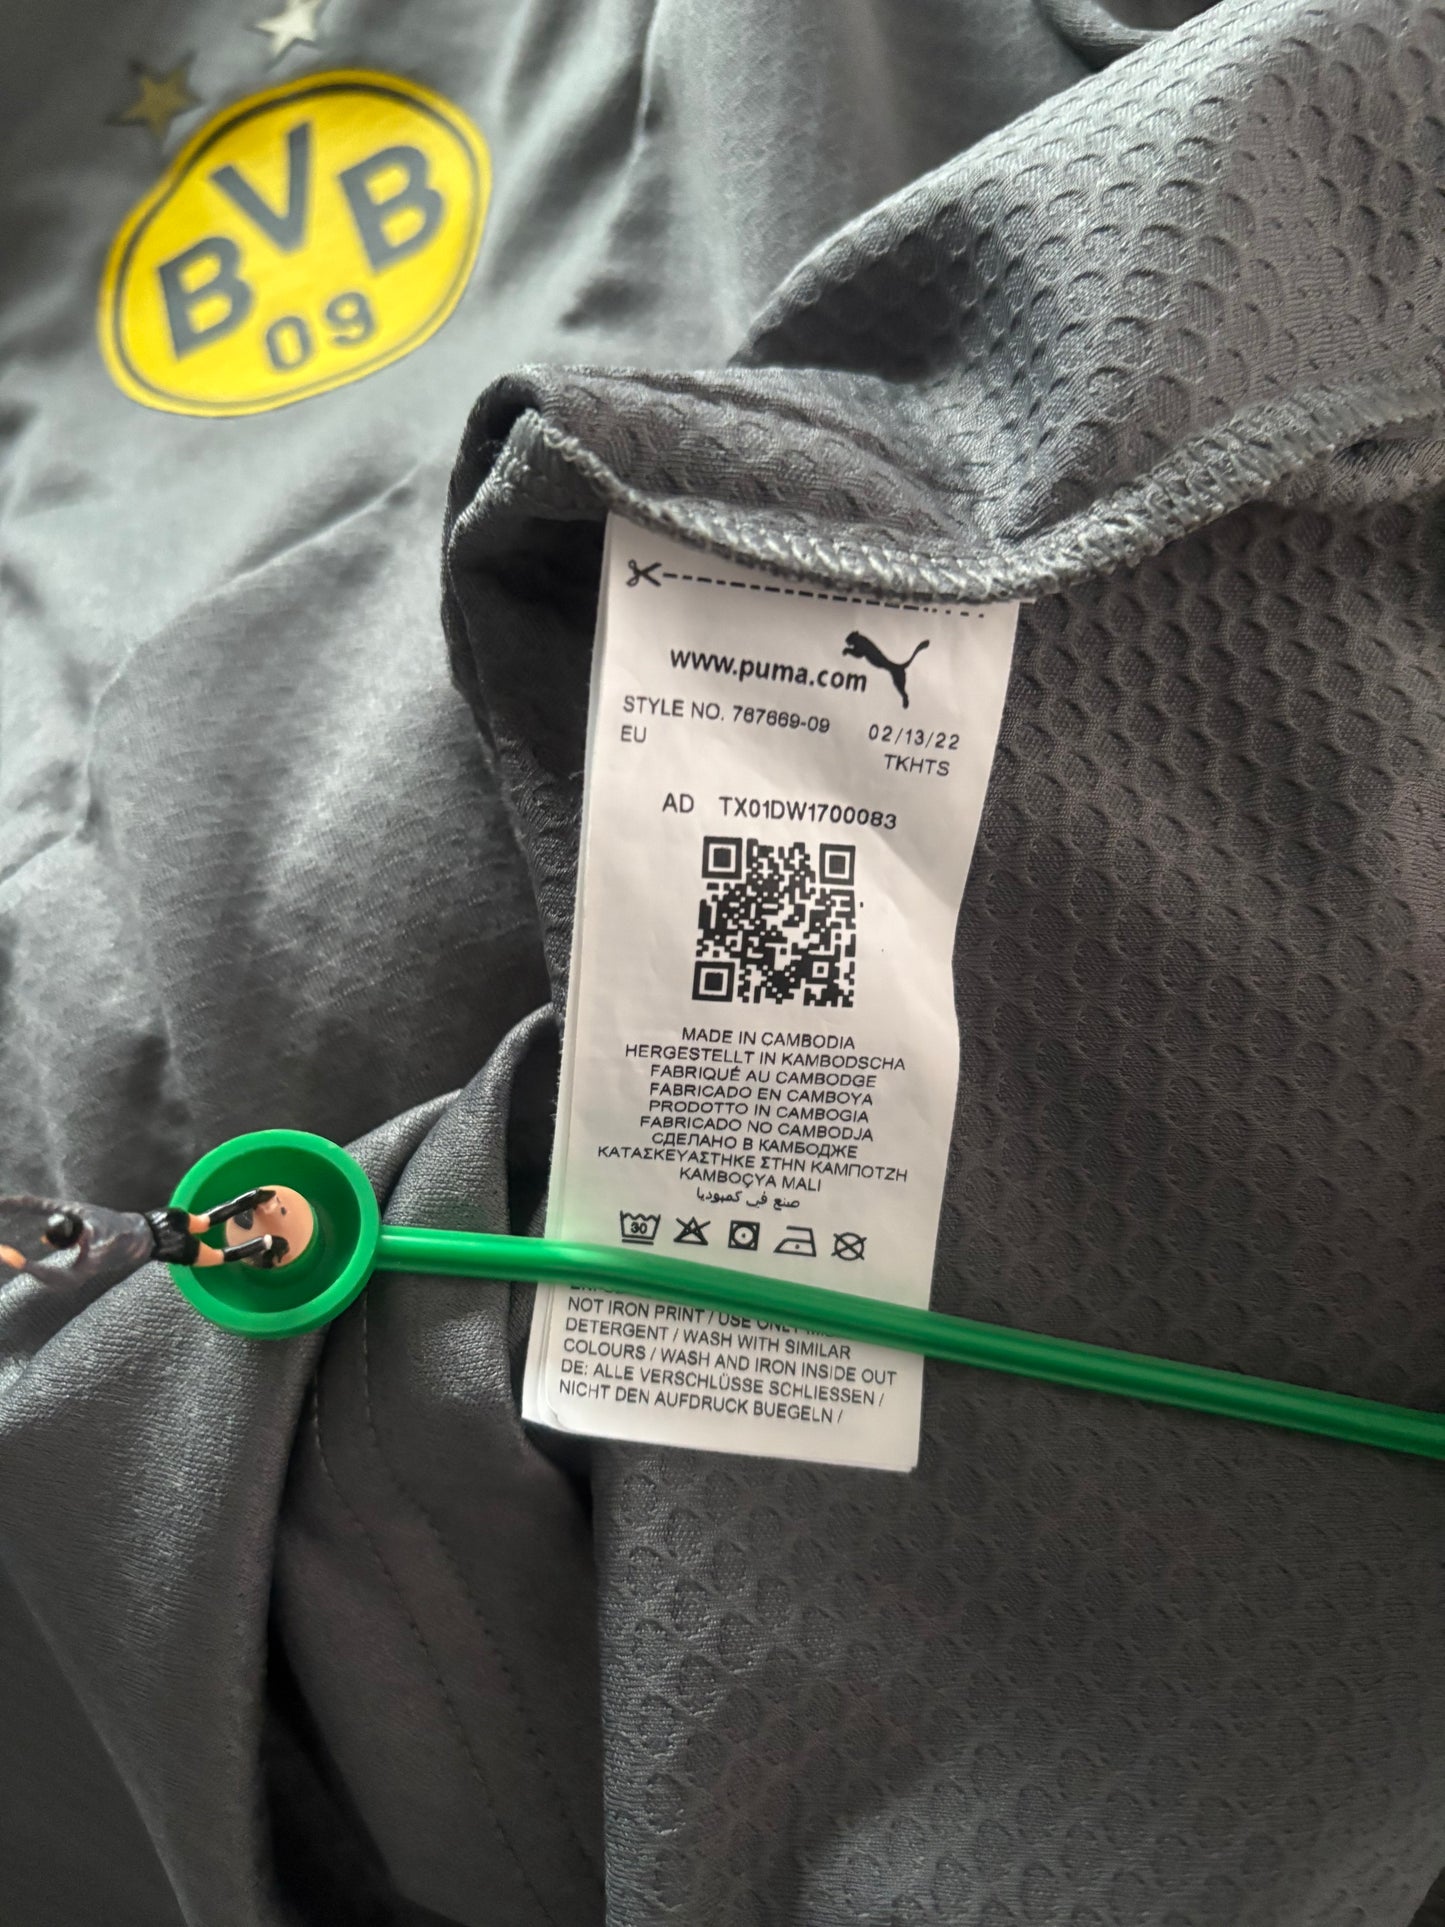 BVB
09
www.puma.com
STYLE NO. 767669-09 02/13/22
EU TKHTS
AD TX01DW1700083
MADE IN CAMBODIA
HERGESTELLT IN KAMBODSCHA
FABRIQUÉ AU CAMBODGE
FABRICADO EN CAMBOYA
PRODOTTO IN CAMBOGIA
FABRICADO NO CAMBODJA
СДЕЛАНО В КАМБОДЖЕ
ΚΑΤΑΣΚΕΥΑΣΤΗΚΕ ΣΤΗΝ ΚΑΜΠΟΤΖΗ
KAMBOÇYA MALI
صنع في كمبوديا
30
NOT IRON PRINT / USE ONLY
DETERGENT / WASH WITH SIMILAR
COLOURS / WASH AND IRON INSIDE OUT
DE: ALLE VERSCHLÜSSE SCHLIESSEN /
NICHT DEN AUFDRUCK BUEGELN /